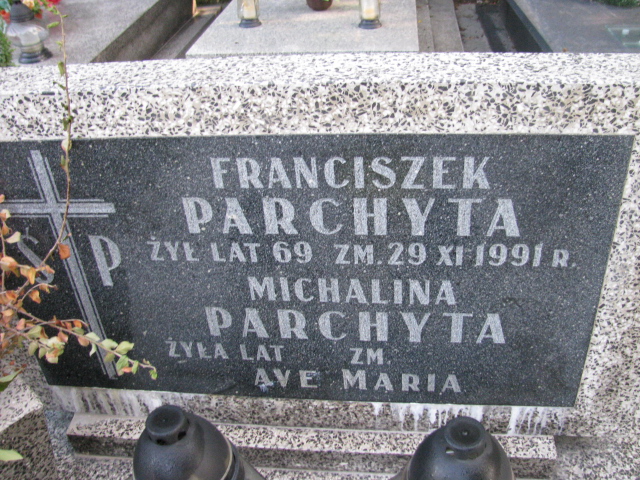 Ś P
FRANCISZEK
PARCHYTA
ŻYŁ LAT 69 ZM. 29 XI 1991 R.
MICHALINA
PARCHYTA
ŻYŁA LAT ZM.
AVE MARIA